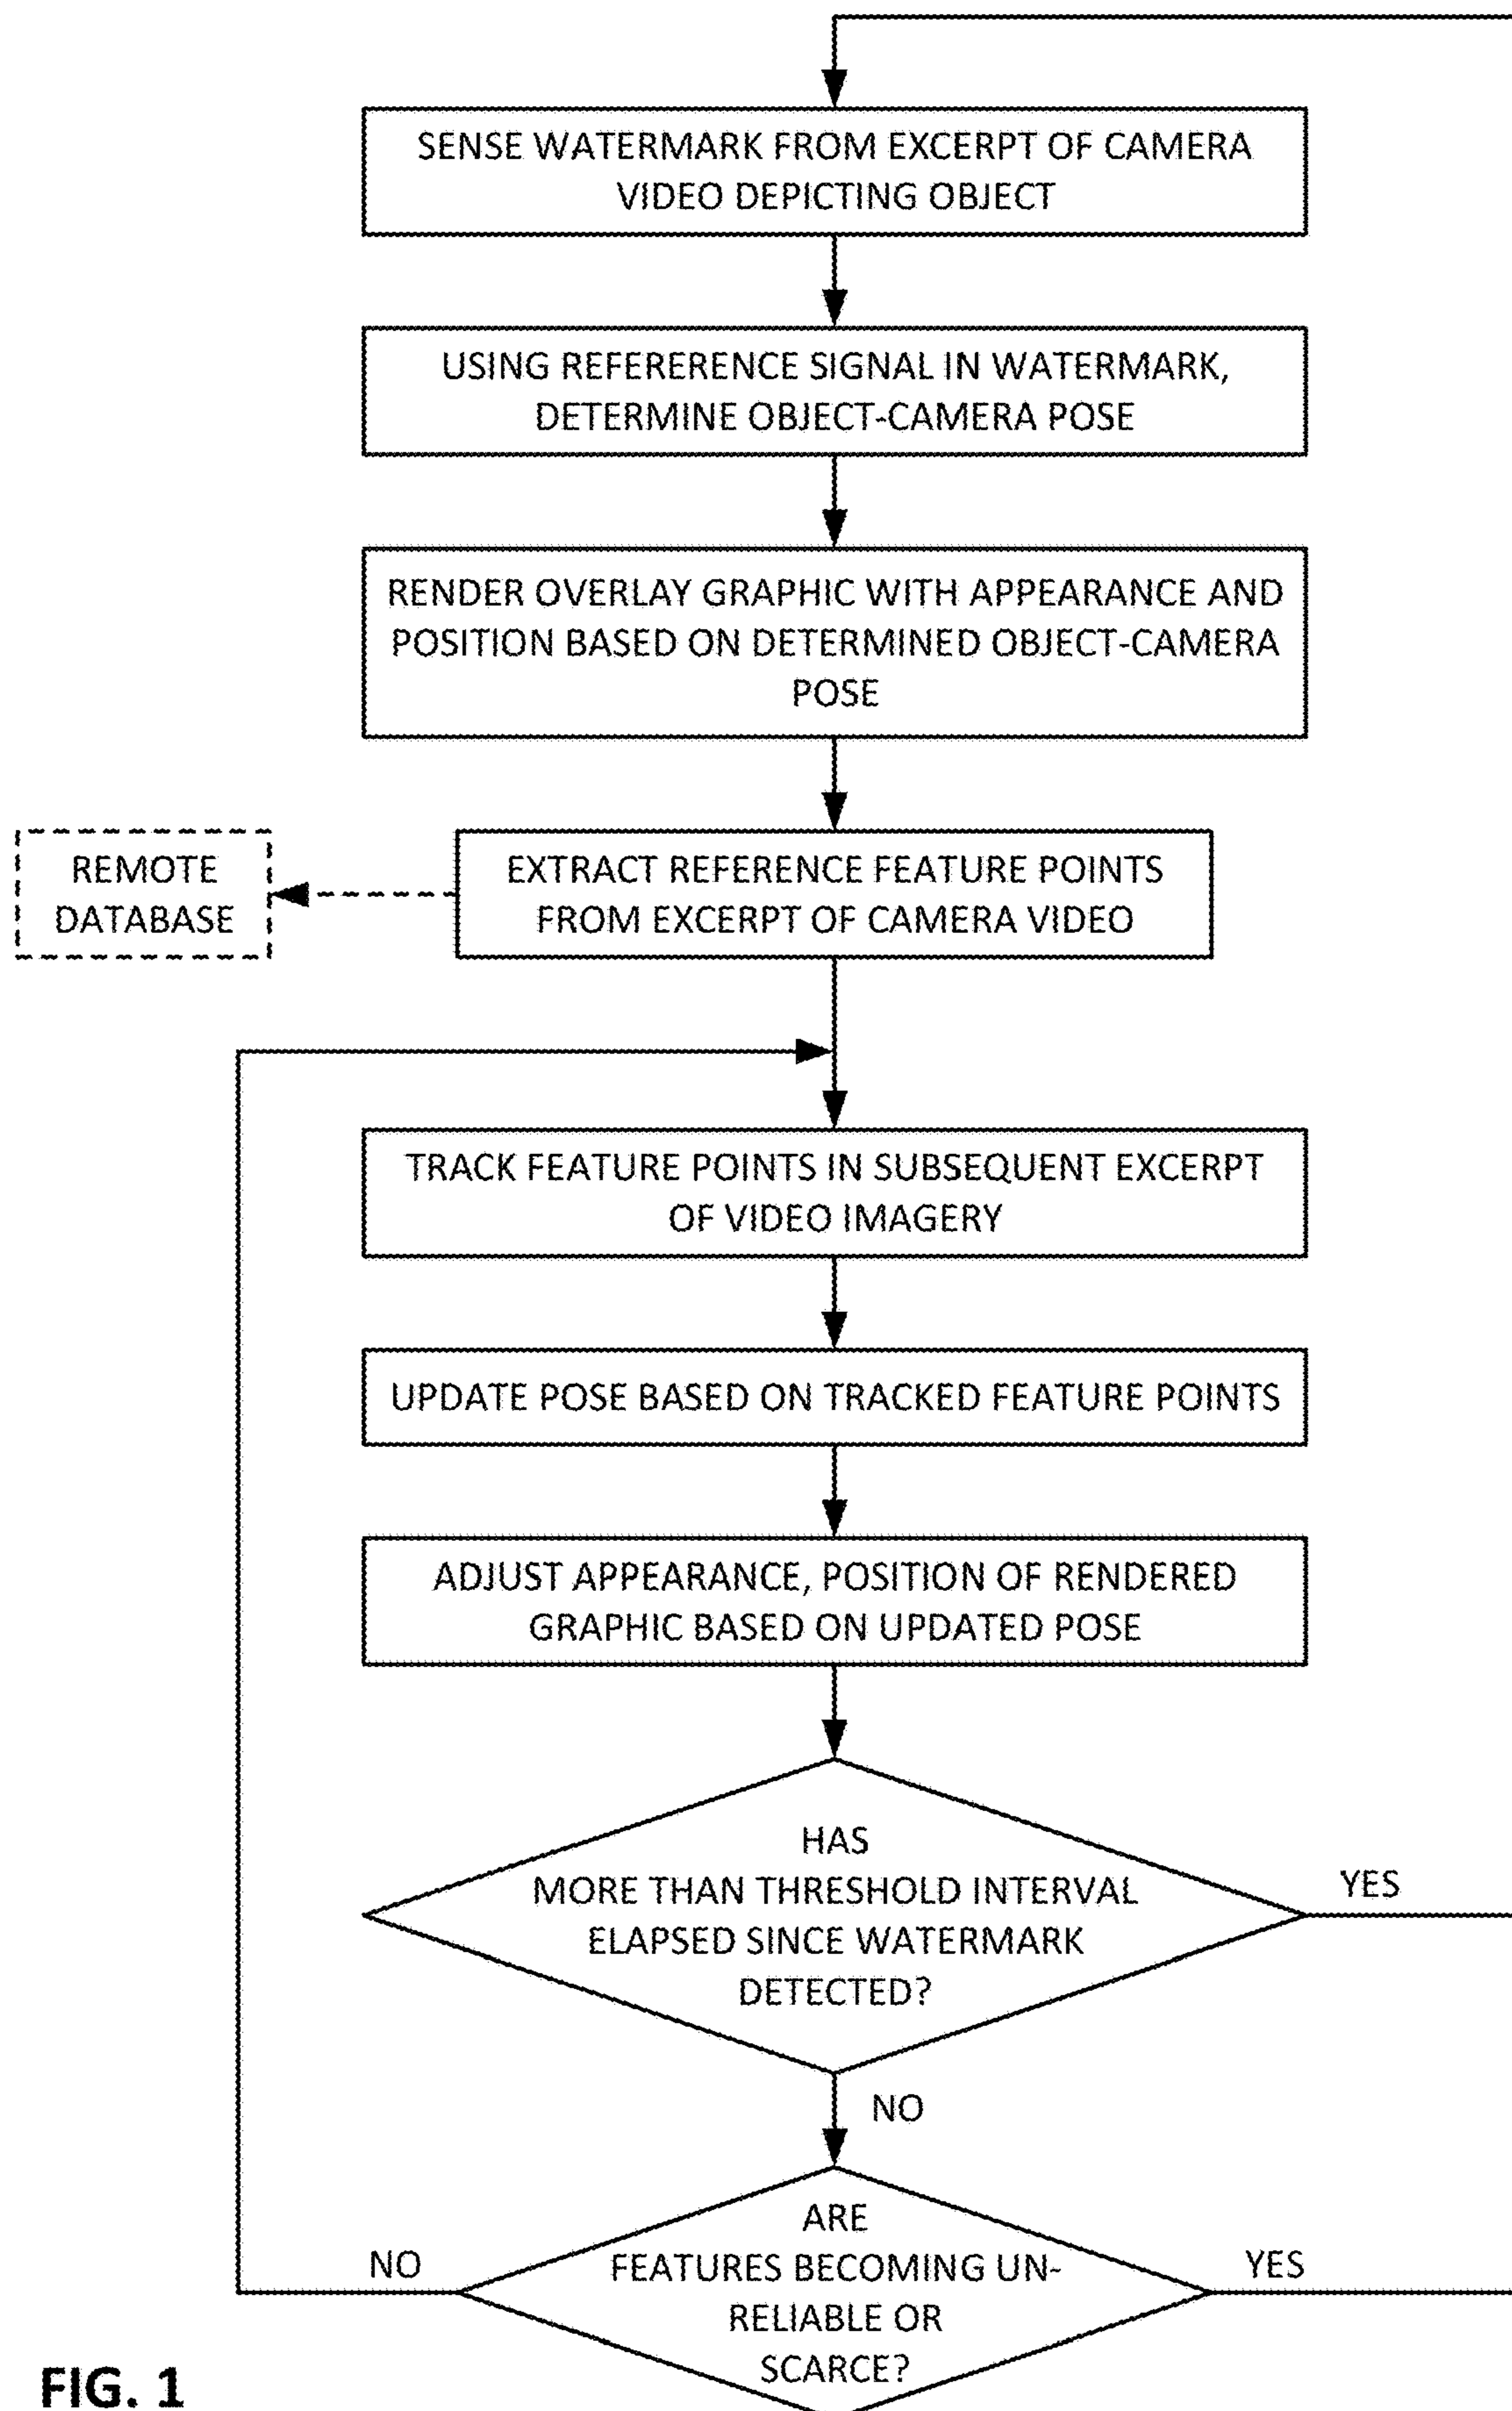 SENSE WATERMARK FROM EXCERPT OF CAMERA
VIDEO DEPICTING OBJECT
USING REFERERENCE SIGNAL IN WATERMARK,
DETERMINE OBJECT-CAMERA POSE
RENDER OVERLAY GRAPHIC WITH APPEARANCE AND
POSITION BASED ON DETERMINED OBJECT-CAMERA
POSE
REMOTE
DATABASE
EXTRACT REFERENCE FEATURE POINTS
FROM EXCERPT OF CAMERA VIDEO
TRACK FEATURE POINTS IN SUBSEQUENT EXCERPT
OF VIDEO IMAGERY
UPDATE POSE BASED ON TRACKED FEATURE POINTS
ADJUST APPEARANCE, POSITION OF RENDERED
GRAPHIC BASED ON UPDATED POSE
HAS
MORE THAN THRESHOLD INTERVAL
ELAPSED SINCE WATERMARK
DETECTED?
YES
NO
ARE
FEATURES BECOMING UN-
RELIABLE OR
SCARCE?
NO
YES
FIG. 1